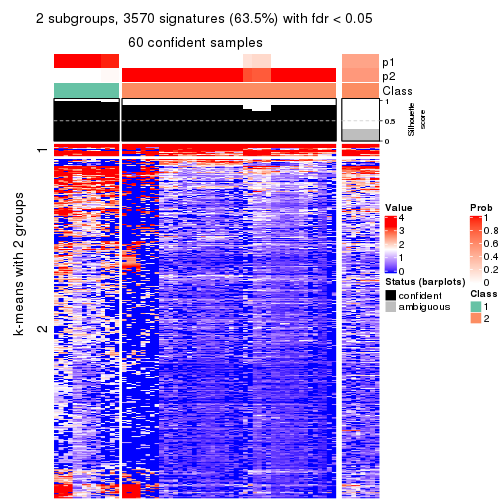 2 subgroups, 3570 signatures (63.5%) with fdr < 0.05
60 confident samples
p1
p2
Class
1
0.5
0
Silhouette
score
k-means with 2 groups
1
2
Value
4
3
2
1
0
Prob
1
0.8
0.6
0.4
0.2
0
Status (barplots)
confident
ambiguous
Class
1
2